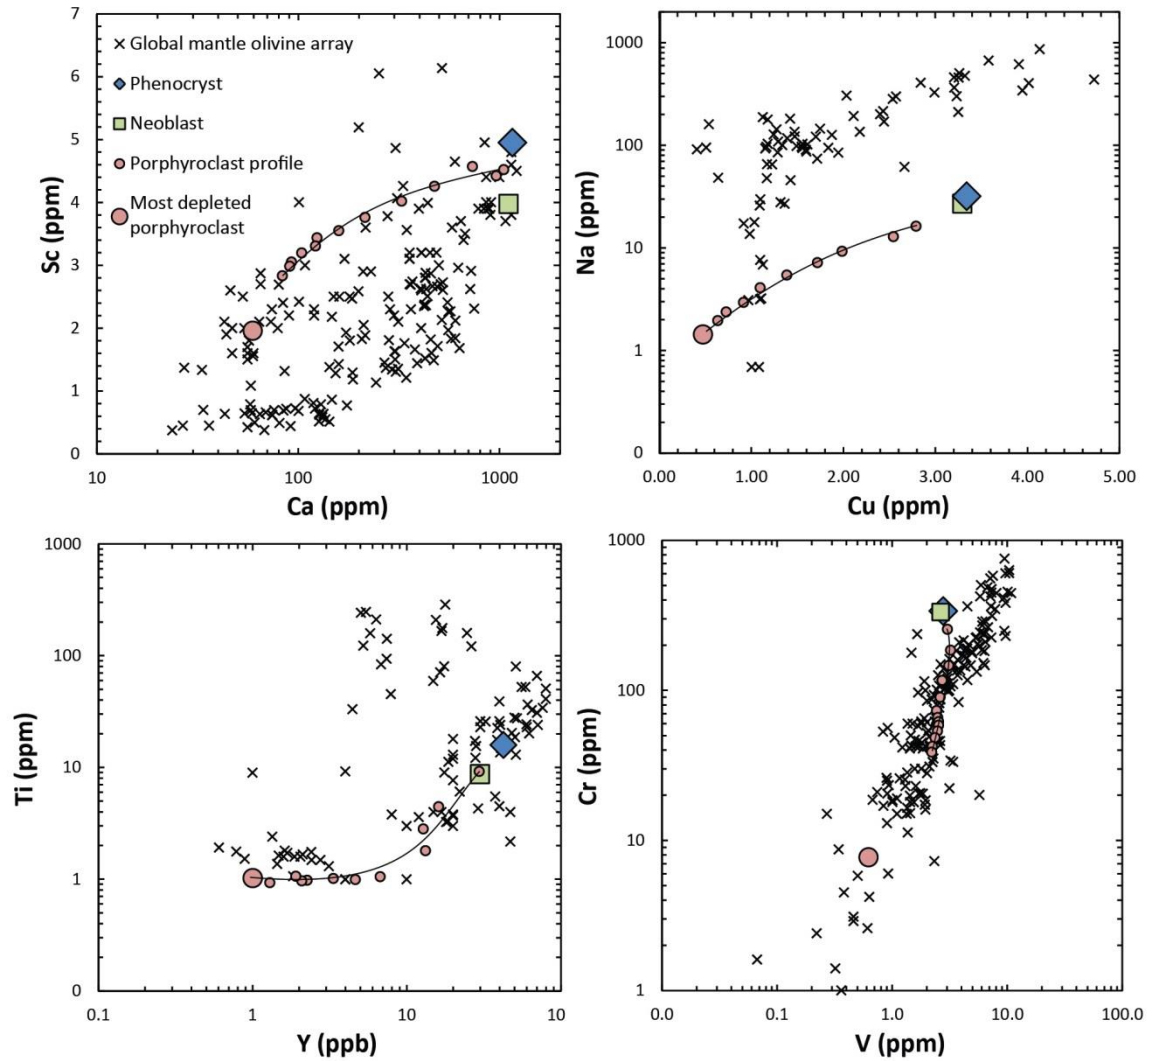 7
6
5
4
3
2
1
0
Sc (ppm)
Global mantle olivine array
Phenocryst
Neoblast
Porphyroclast profile
Most depleted
porphyroclast
10
100
1000
Ca (ppm)
1000
100
10
1
0
Na (ppm)
0.00
1.00
2.00
3.00
4.00
5.00
Cu (ppm)
1000
100
10
1
0
Ti (ppm)
0.1
1
10
100
Y (ppb)
1000
100
10
1
Cr (ppm)
0.0
0.1
1.0
10.0
100.0
V (ppm)